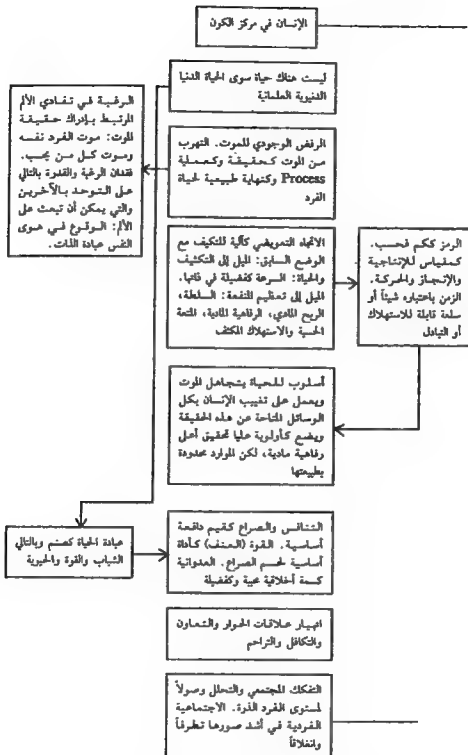 الإنسان في مركز الكون
ليست هناك حياة سوى الحياة الدنيا
الدنيوية العلمانية
الرغبة في تفادي الألم
المرتبط بإدراك حقيقة
الموت: موت الفرد نفسه
وموت كل من يحب.
فقدان الرغبة والقدرة بالتالي
على التوحد بالآخرين
والتي يمكن أن تبعث على
الألم: الوقوع في هوى
النفس عبادة الذات.
الرفض الوجودي للموت. التهرب
من الموت كحقيقة وكعملية
Process وكنهاية طبيعية لحياة
الفرد
الاتجاه التعويضي كآلية للتكيف مع
الوضع السابق: الميل إلى التكثيف
والحياة: السرعة كفضيلة في ذاتها.
الميل إلى تعظيم المنفعة: السلطة،
الربح المادي، الرفاهية المادية، المتعة
الحسية والاستهلاك المكثف
الرمز ككم فحسب.
كمقياس للإنتاجية
والإنجاز والحركة.
الزمن باعتباره شيئاً أو
سلعة قابلة للاستهلاك
أو التبادل
أسلوب للحياة يتجاهل الموت
ويعمل على تغييب الإنسان بكل
الوسائل المتاحة عن هذه الحقيقة
ويضع كأولوية عليا تحقيق أعلى
رفاهية مادية، لكن الموارد محدودة
بطبيعتها
عبادة الحياة كصنم وبالتالي
الشباب والقوة والحيوية
التنافس والصراع كقيم دافعة
أساسية. القوة (العنف) كأداة
أساسية لحسم الصراع. العدوانية
كسمة أخلاقية محببة وكفضيلة
انهيار علاقات الحوار والتعاون
والتكافل والتراحم
التفكك المجتمعي والتحلل وصولاً
لمستوى الفرد الذرة. الاجتماعية
الفردية في أشد صورها تطرفاً
وانغلاقاً